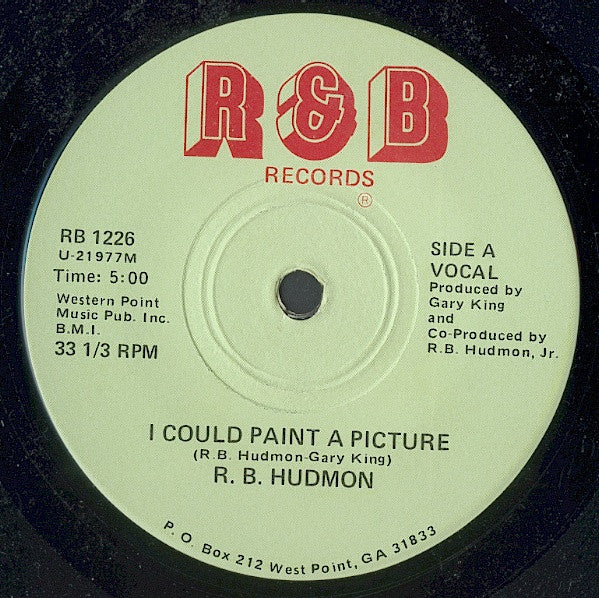 R & B
RECORDS
®
RB 1226
U-21977M
Time: 5:00
Western Point
Music Pub. Inc.
B.M.I.
33 1/3 RPM
SIDE A
VOCAL
Produced by
Gary King
and
Co-Produced by
R.B. Hudmon, Jr.
I COULD PAINT A PICTURE
(R.B. Hudmon-Gary King)
R. B. HUDMON
P. O. Box 212 West Point, GA 31833